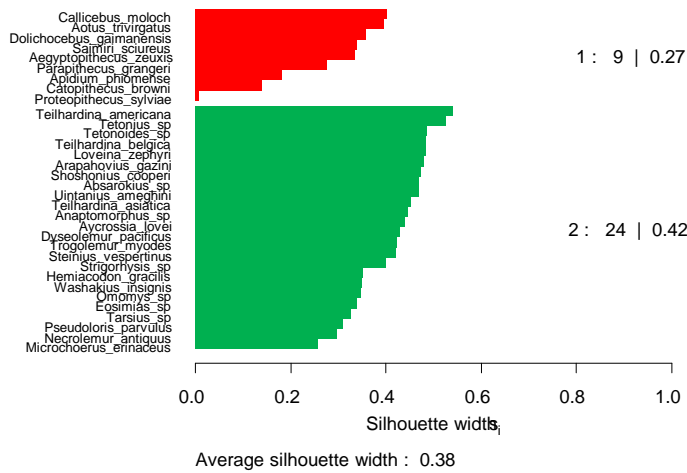 Callicebus_moloch
Aotus_trivirgatus
Dolichocebus_gaimanensis
Saimiri_sciureus
Aegyptopithecus_zeuxis
Parapithecus_grangeri
Apidium_phiomense
Catopithecus_browni
Proteopithecus_sylviae
1 : 9 | 0.27
Teilhardina_americana
Tetonius_sp
Tetonoides_sp
Teilhardina_belgica
Loveina_zephyri
Arapahovius_gazini
Shoshonius_cooperi
Absarokius_sp
Uintanius_ameghini
Teilhardina_asiatica
Anaptomorphus_sp
Aycrossia_lovei
Dyseolemur_pacificus
Trogolemur_myodes
Steinius_vespertinus
Strigorhysis_sp
Hemiacodon_gracilis
Washakius_insignis
Omomys_sp
Eosimias_sp
Tarsius_sp
Pseudoloris_parvulus
Necrolemur_antiquus
Microchoerus_erinaceus
2 : 24 | 0.42
0.0 0.2 0.4 0.6 0.8 1.0
Silhouette width si
Average silhouette width : 0.38